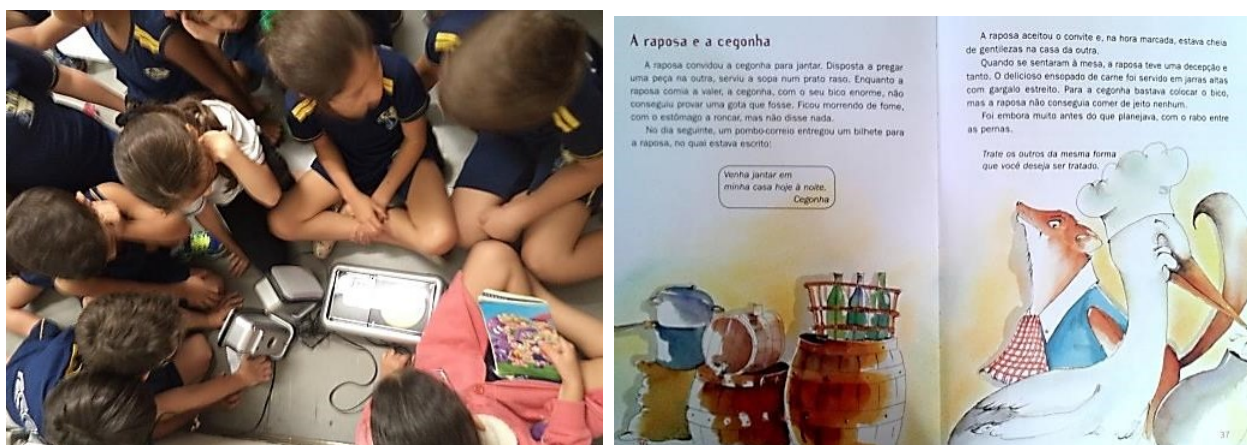 A raposa e a cegonha
A raposa convidou a cegonha para jantar. Disposta a pregar
uma peça na outra, serviu a sopa num prato raso. Enquanto a
raposa comia a valer, a cegonha, com o seu bico enorme, não
conseguiu provar uma gota que fosse. Ficou morrendo de fome,
com o estômago a roncar, mas não disse nada.
No dia seguinte, um pombo-correio entregou um bilhete para
a raposa, no qual estava escrito:
Venha jantar em
minha casa hoje à noite.
Cegonha
A raposa aceitou o convite e, na hora marcada, estava cheia
de gentilezas na casa da outra.
Quando se sentaram à mesa, a raposa teve uma decepção e
tanto. O delicioso ensopado de carne foi servido em jarras altas
com gargalo estreito. Para a cegonha bastava colocar o bico,
mas a raposa não conseguia comer de jeito nenhum.
Foi embora muito antes do que planejava, com o rabo entre
as pernas.
Trate os outros da mesma forma
que você deseja ser tratado.
37